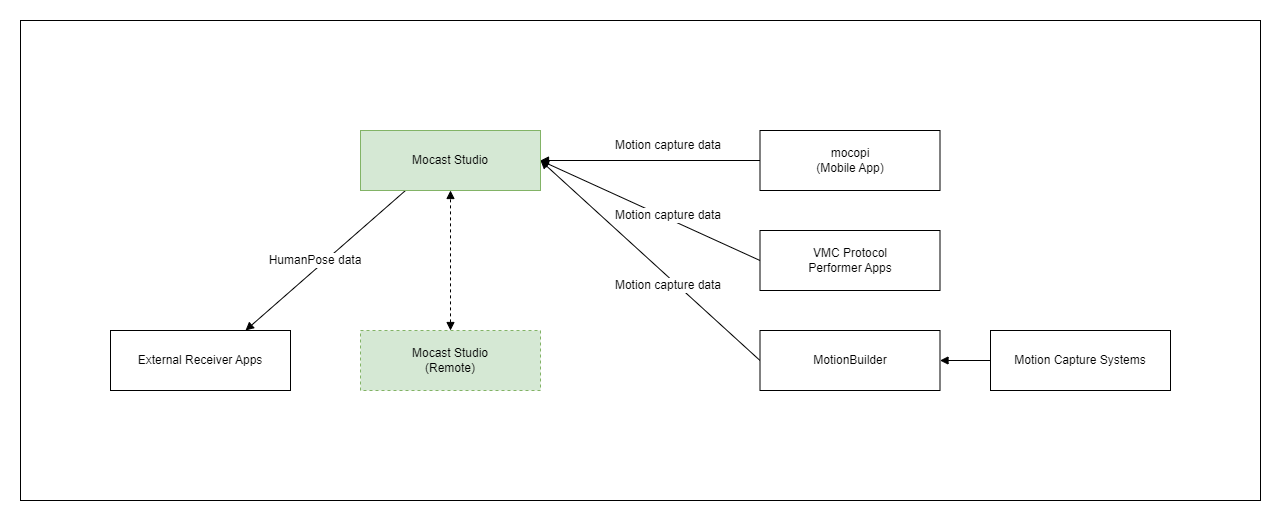 Mocast Studio
Motion capture data
mocopi
(Mobile App)
Motion capture data
VMC Protocol
Performer Apps
HumanPose data
Motion capture data
External Receiver Apps
Mocast Studio
(Remote)
MotionBuilder
Motion Capture Systems